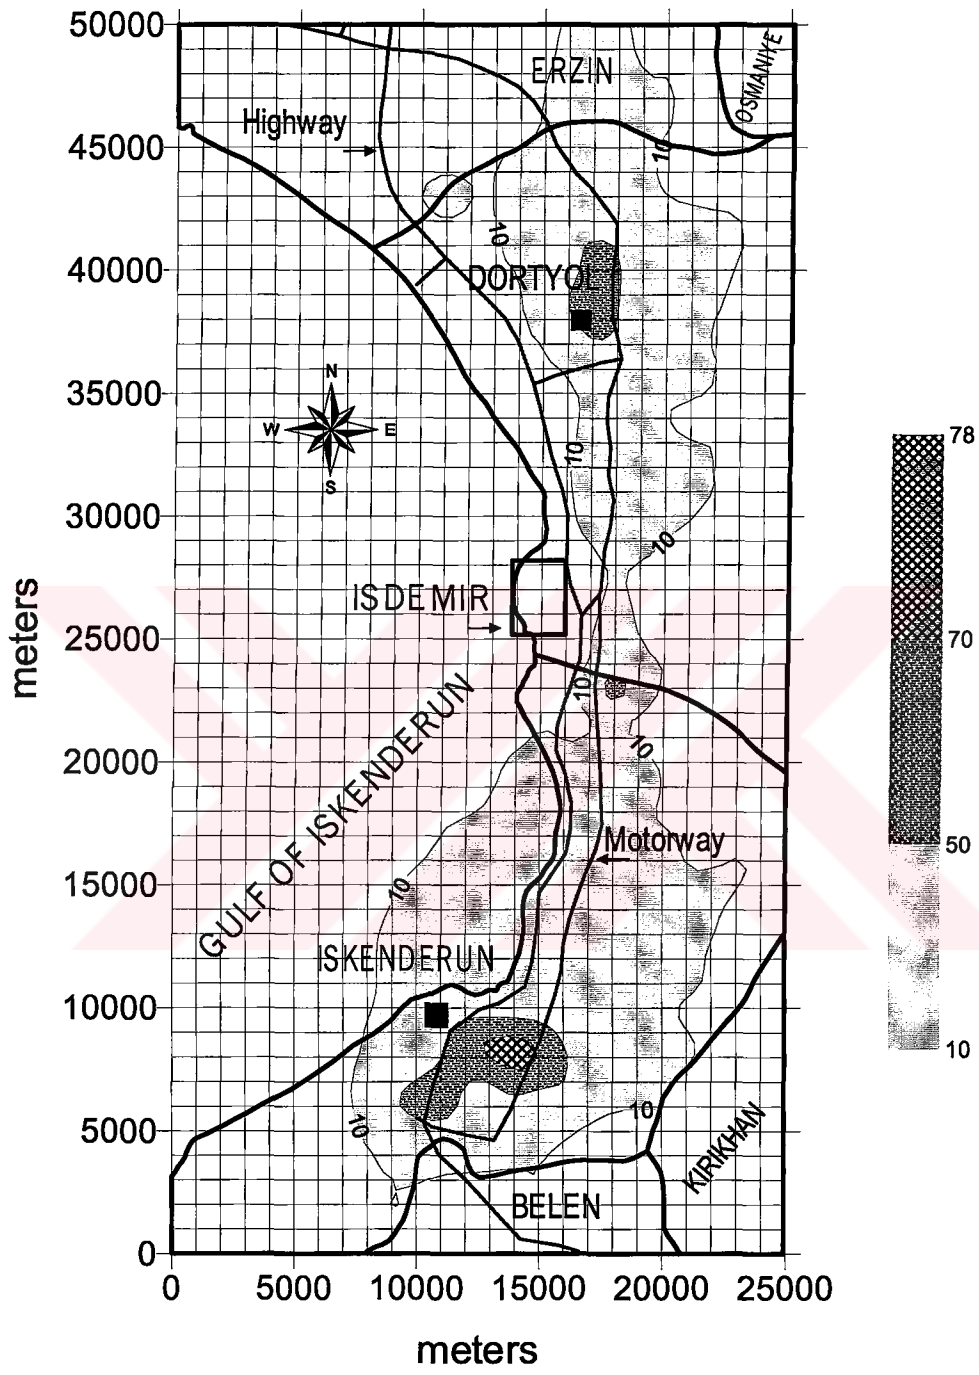 50000
45000
40000
35000
30000
25000
20000
15000
10000
5000
0
meters
0
5000
10000
15000
20000
25000
meters
ERZIN
OSMANIYE
Highway
10
10
DORTYOL
N
W
E
S
10
10
ISDEMIR
10
10
GULF OF ISKENDERUN
Motorway
10
ISKENDERUN
10
10
KIRIKHAN
BELEN
78
70
50
10